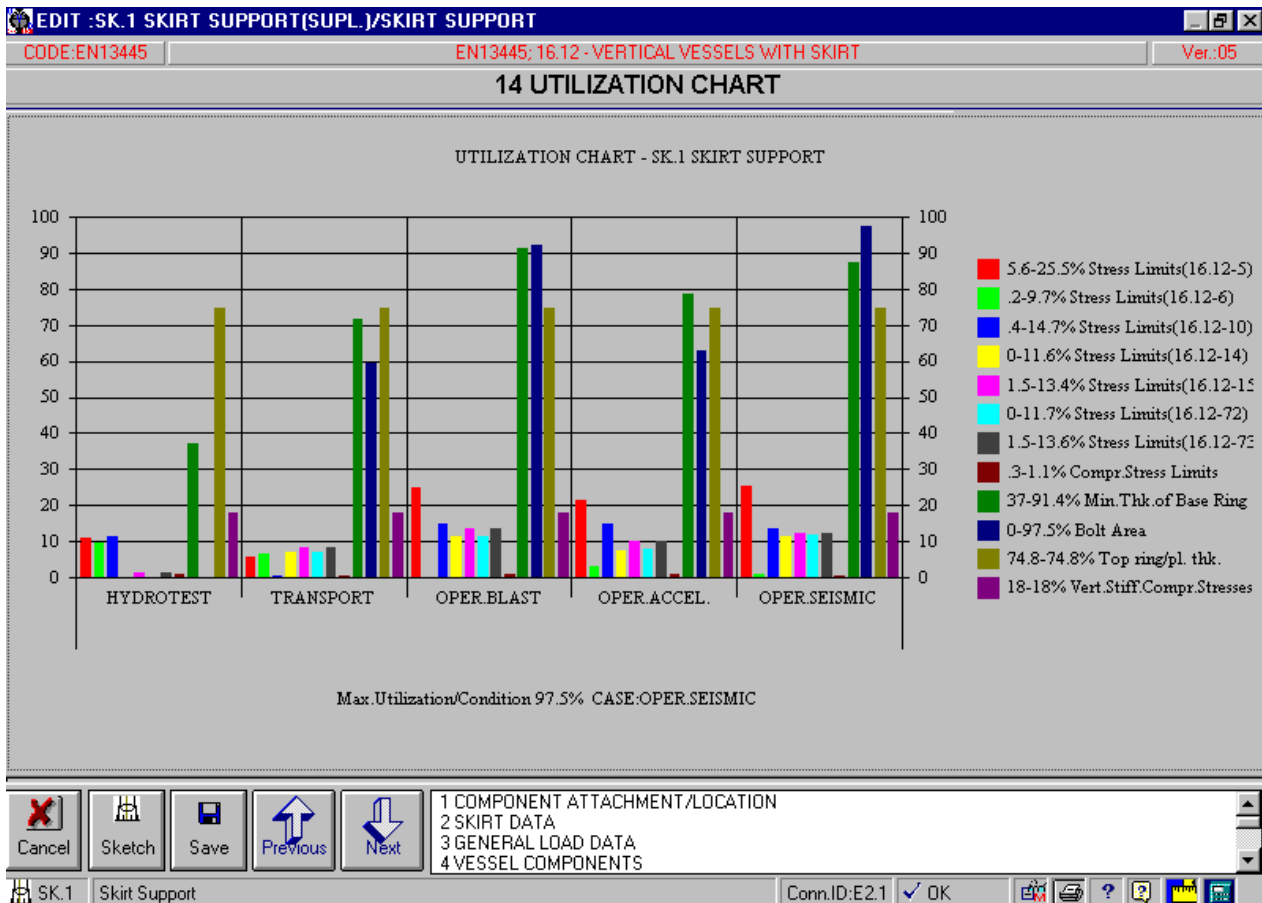 EDIT :SK.1 SKIRT SUPPORT(SUPL.)/SKIRT SUPPORT
CODE:EN13445 EN13445; 16.12 - VERTICAL VESSELS WITH SKIRT Ver.:05
14 UTILIZATION CHART
UTILIZATION CHART - SK.1 SKIRT SUPPORT
100 100
90 90
80 80
70 70
60 60
50 50
40 40
30 30
20 20
10 10
0 0
HYDROTEST TRANSPORT OPER.BLAST OPER.ACCEL. OPER.SEISMIC
5.6-25.5% Stress Limits(16.12-5)
.2-9.7% Stress Limits(16.12-6)
.4-14.7% Stress Limits(16.12-10)
0-11.6% Stress Limits(16.12-14)
1.5-13.4% Stress Limits(16.12-15
0-11.7% Stress Limits(16.12-72)
1.5-13.6% Stress Limits(16.12-73
.3-1.1% Compr.Stress Limits
37-91.4% Min.Thk.of Base Ring
0-97.5% Bolt Area
74.8-74.8% Top ring/pl. thk.
18-18% Vert.Stiff.Compr.Stresses
Max.Utilization/Condition 97.5% CASE:OPER.SEISMIC
Cancel Sketch Save Previous Next
1 COMPONENT ATTACHMENT/LOCATION
2 SKIRT DATA
3 GENERAL LOAD DATA
4 VESSEL COMPONENTS
SK.1 Skirt Support Conn.ID:E2.1 OK